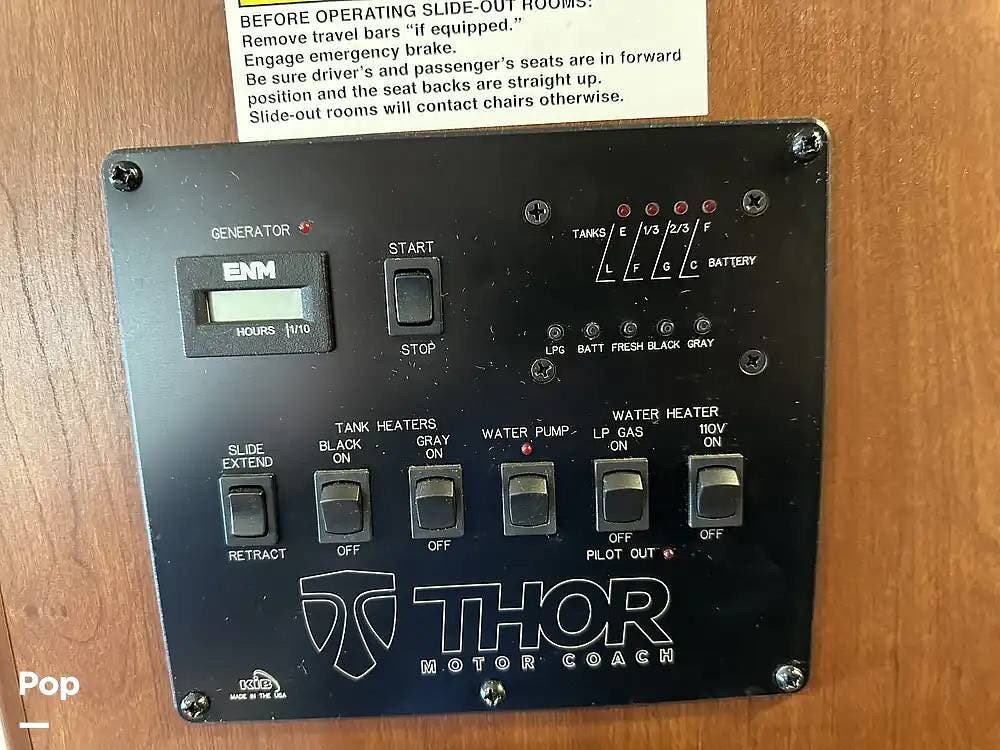 BEFORE OPERATING SLIDE-OUT ROOMS:
Remove travel bars “if equipped.”
Engage emergency brake.
Be sure driver's and passenger's seats are in forward
position and the seat backs are straight up.
Slide-out rooms will contact chairs otherwise.
GENERATOR
ENM
HOURS 1/10
START
STOP
TANKS E 1/3 2/3 F
L F G C BATTERY
LPG BATT FRESH BLACK GRAY
SLIDE
EXTEND
RETRACT
TANK HEATERS
BLACK
ON
OFF
GRAY
ON
OFF
WATER PUMP
WATER HEATER
LP GAS
ON
OFF
110V
ON
OFF
PILOT OUT
THOR
MOTOR COACH
KIB
MADE IN THE USA
Pop